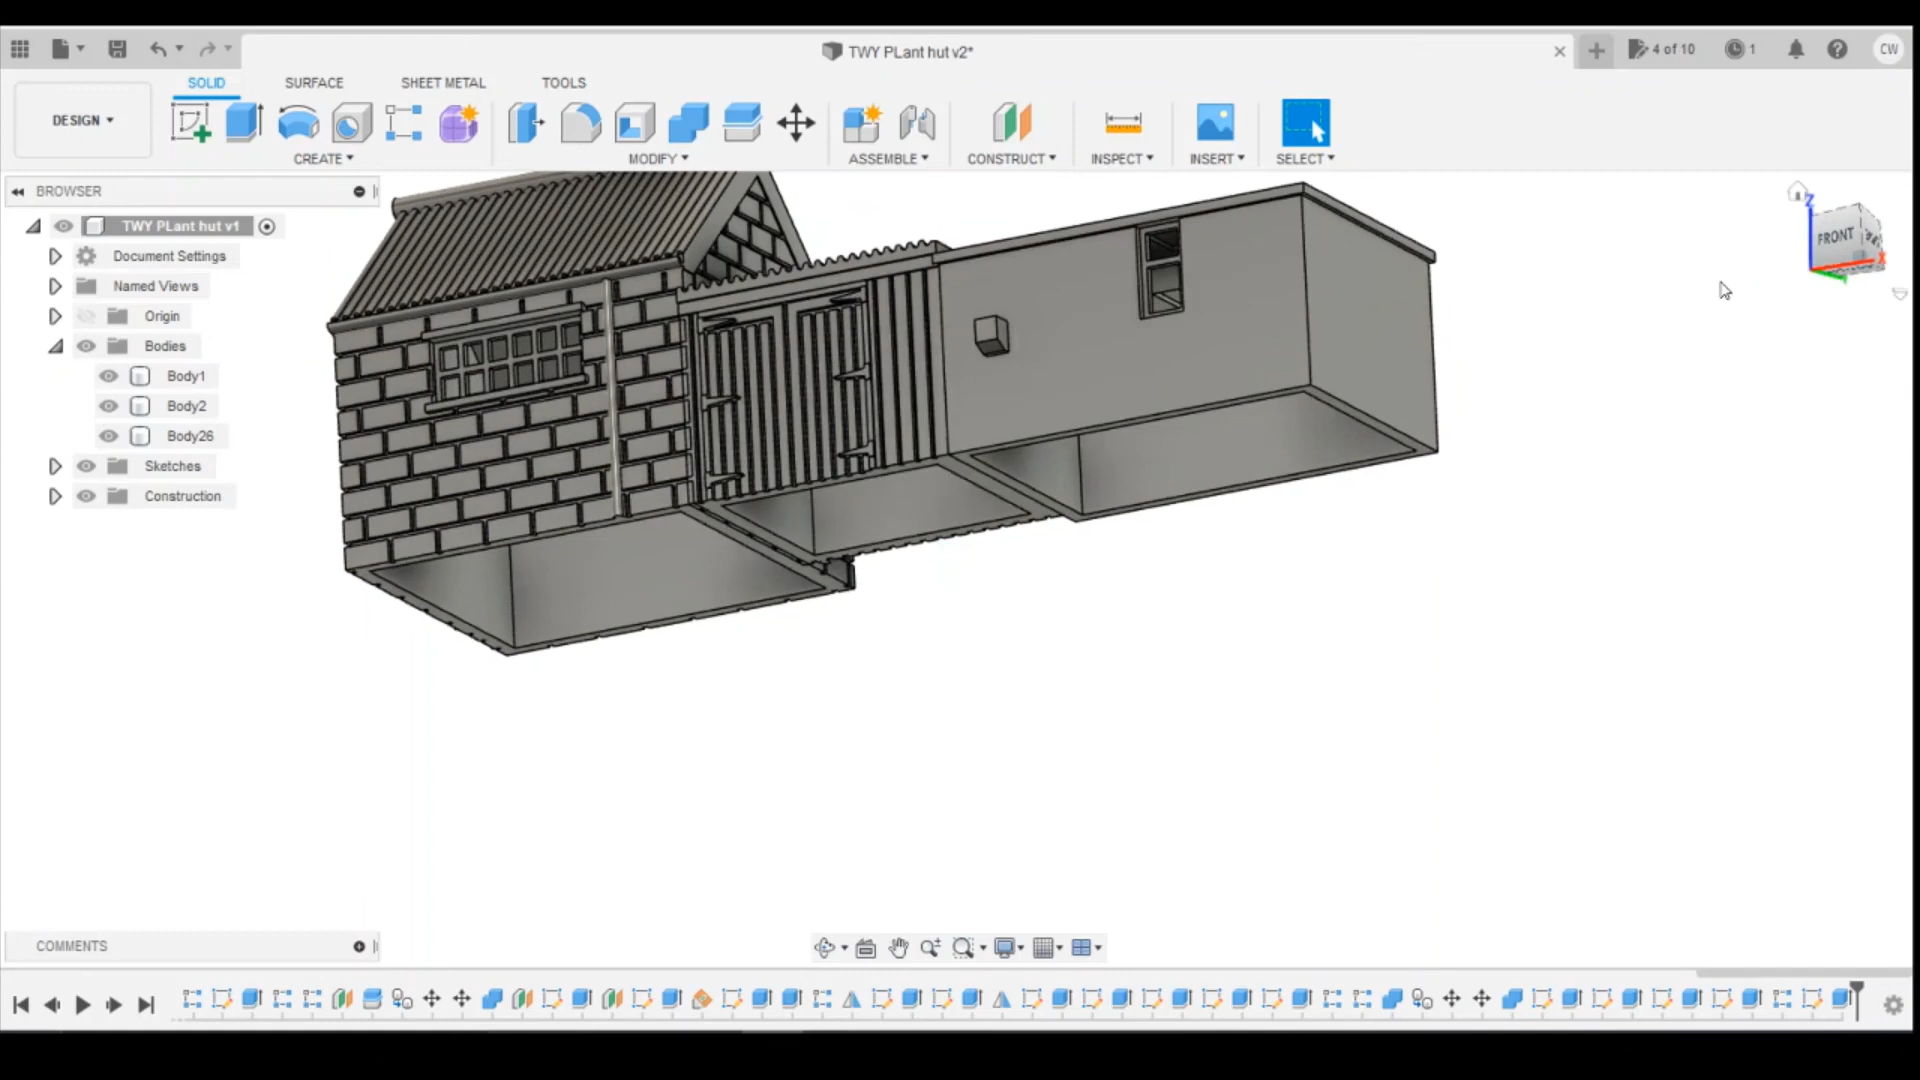 TWY PLant hut v2*
4 of 10
1
CW
DESIGN
SOLID
SURFACE
SHEET METAL
TOOLS
CREATE
MODIFY
ASSEMBLE
CONSTRUCT
INSPECT
INSERT
SELECT
BROWSER
TWY PLant hut v1
Document Settings
Named Views
Origin
Bodies
Body1
Body2
Body26
Sketches
Construction
Z
FRONT
X
COMMENTS